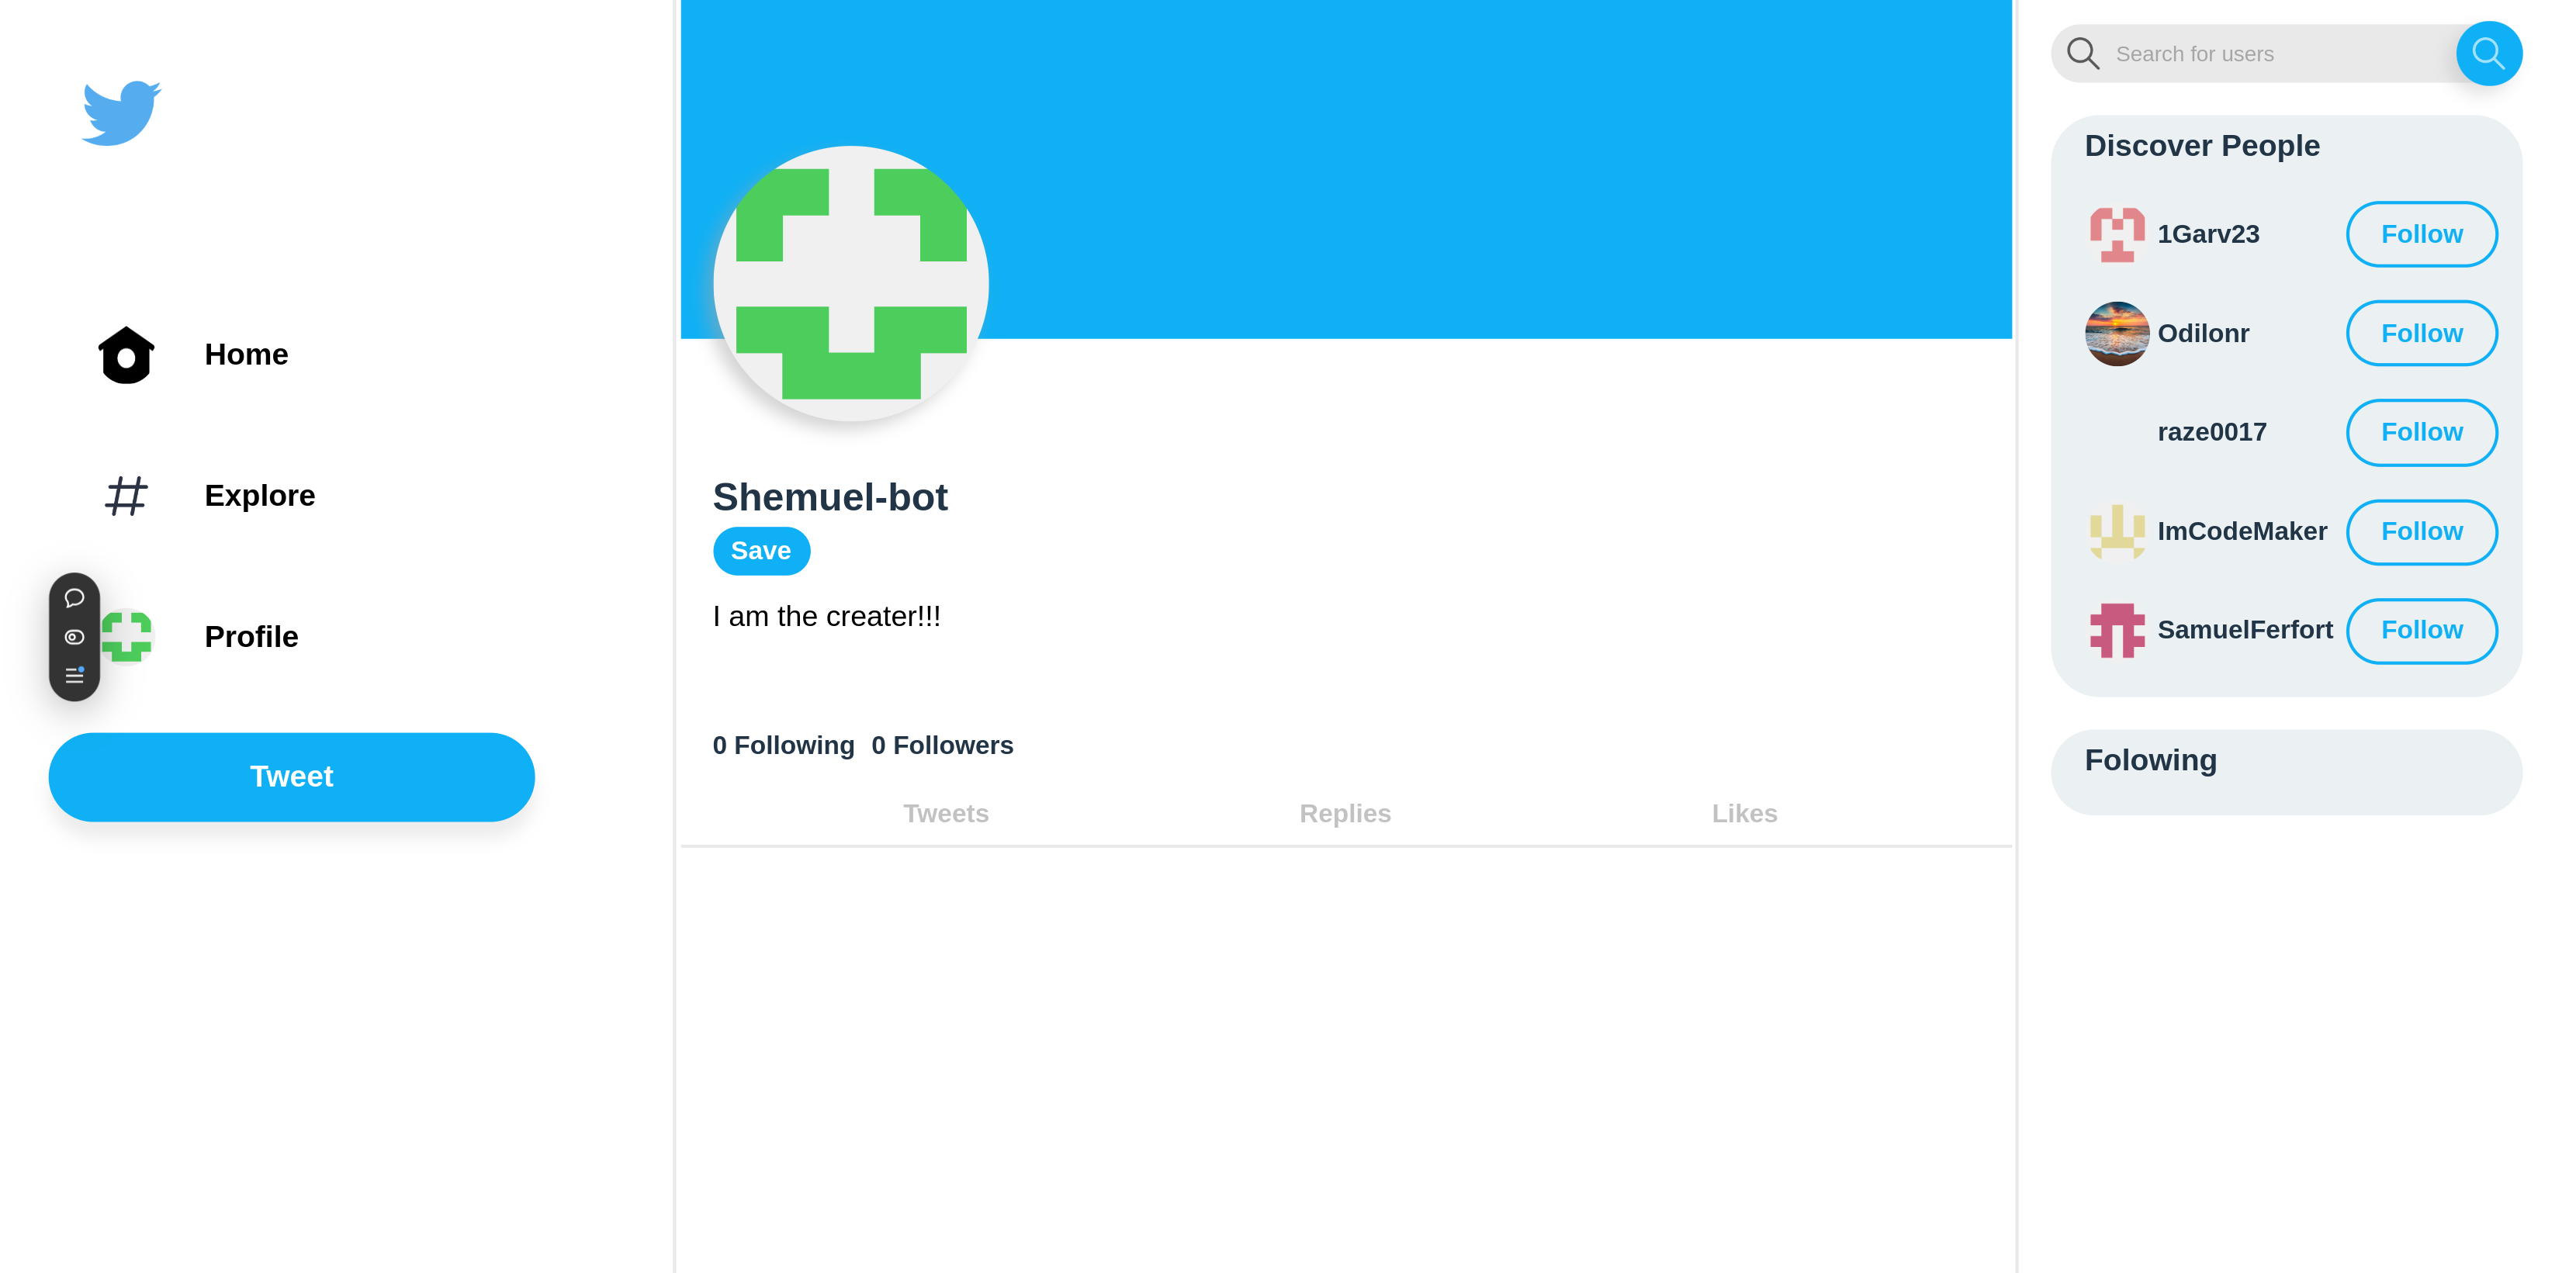 Home
Explore
Profile
Tweet
Shemuel-bot
Save
I am the creater!!!
0 Following 0 Followers
Tweets Replies Likes
Search for users
Discover People
1Garv23 Follow
Odilonr Follow
raze0017 Follow
ImCodeMaker Follow
SamuelFerfort Follow
Folowing